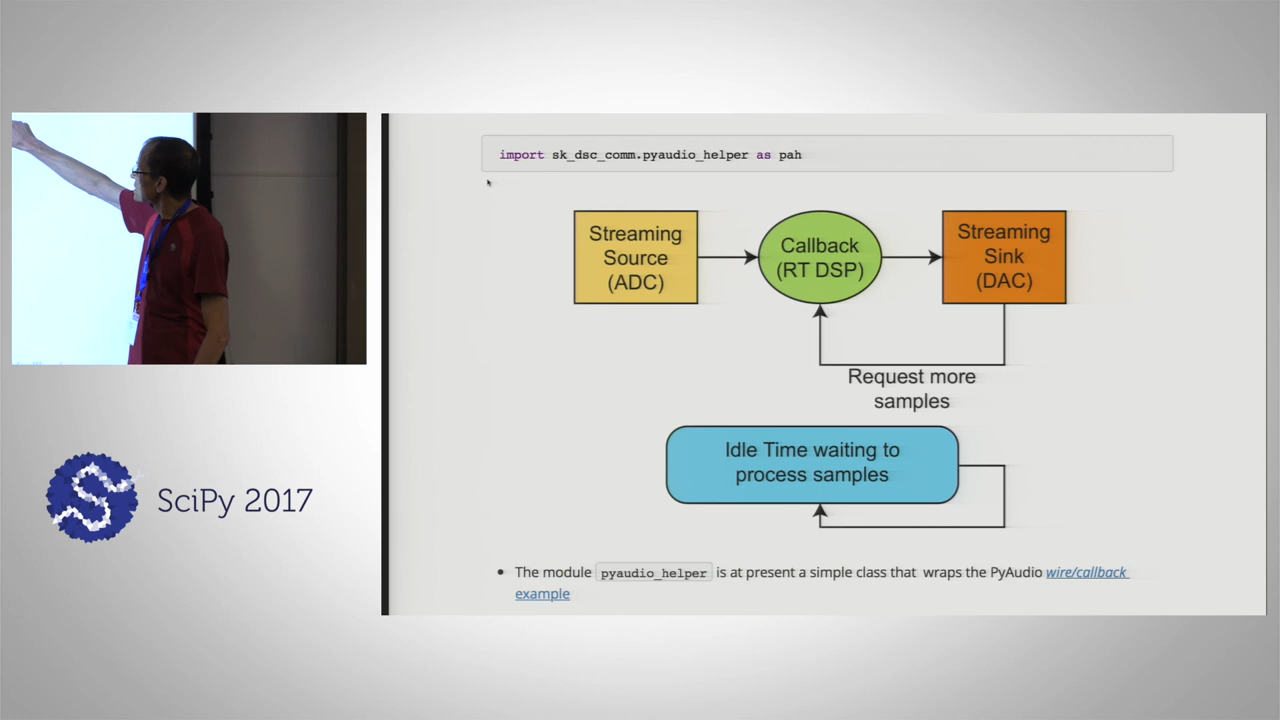 import sk_dsc_comm.pyaudio_helper as pah
Streaming
Source
(ADC)
Callback
(RT DSP)
Streaming
Sink
(DAC)
Request more
samples
Idle Time waiting to
process samples
SciPy 2017
• The module pyaudio_helper is at present a simple class that wraps the PyAudio wire/callback
example